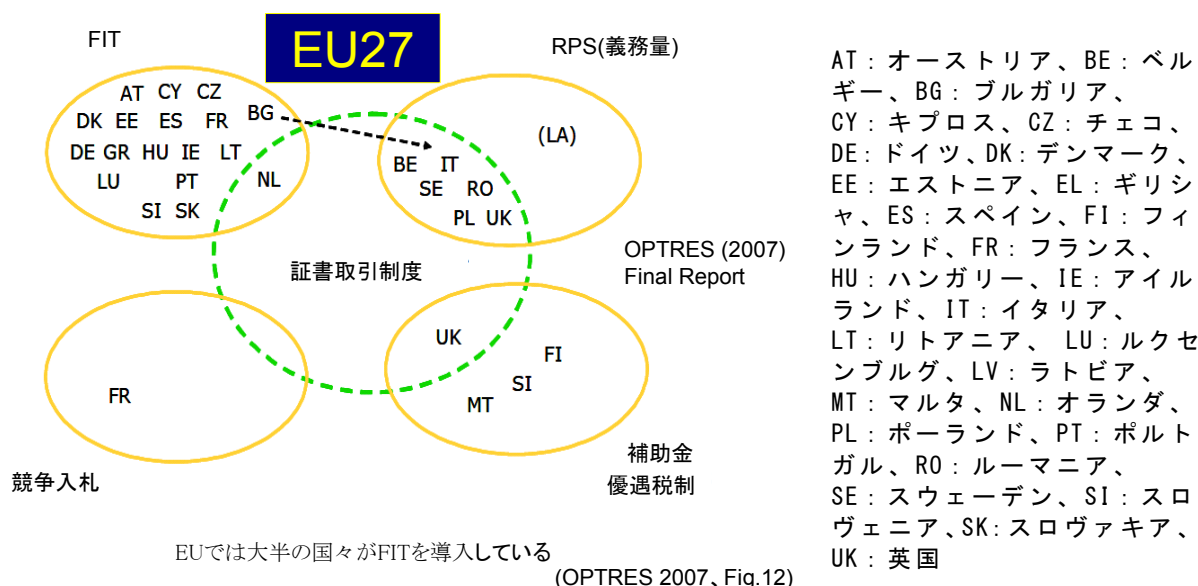 FIT
EU27
RPS(義務量)
AT CY CZ
DK EE ES FR BG
DE GR HU IE LT
LU PT NL
SI SK
(LA)
BE IT
SE RO
PL UK
証書取引制度
OPTRES (2007)
Final Report
UK
FI
SI
MT
FR
競争入札
補助金
優遇税制
EUでは大半の国々がFITを導入している
(OPTRES 2007、Fig.12)
AT：オーストリア、BE：ベル
ギー、BG：ブルガリア、
CY：キプロス、CZ：チェコ、
DE：ドイツ、DK：デンマーク、
EE：エストニア、EL：ギリシ
ャ、ES：スペイン、FI：フィ
ンランド、FR：フランス、
HU：ハンガリー、IE：アイル
ランド、IT：イタリア、
LT：リトアニア、 LU：ルクセ
ンブルグ、LV：ラトビア、
MT：マルタ、NL：オランダ、
PL：ポーランド、PT：ポルト
ガル、RO：ルーマニア、
SE：スウェーデン、SI：スロ
ヴェニア、SK：スロヴァキア、
UK：英国